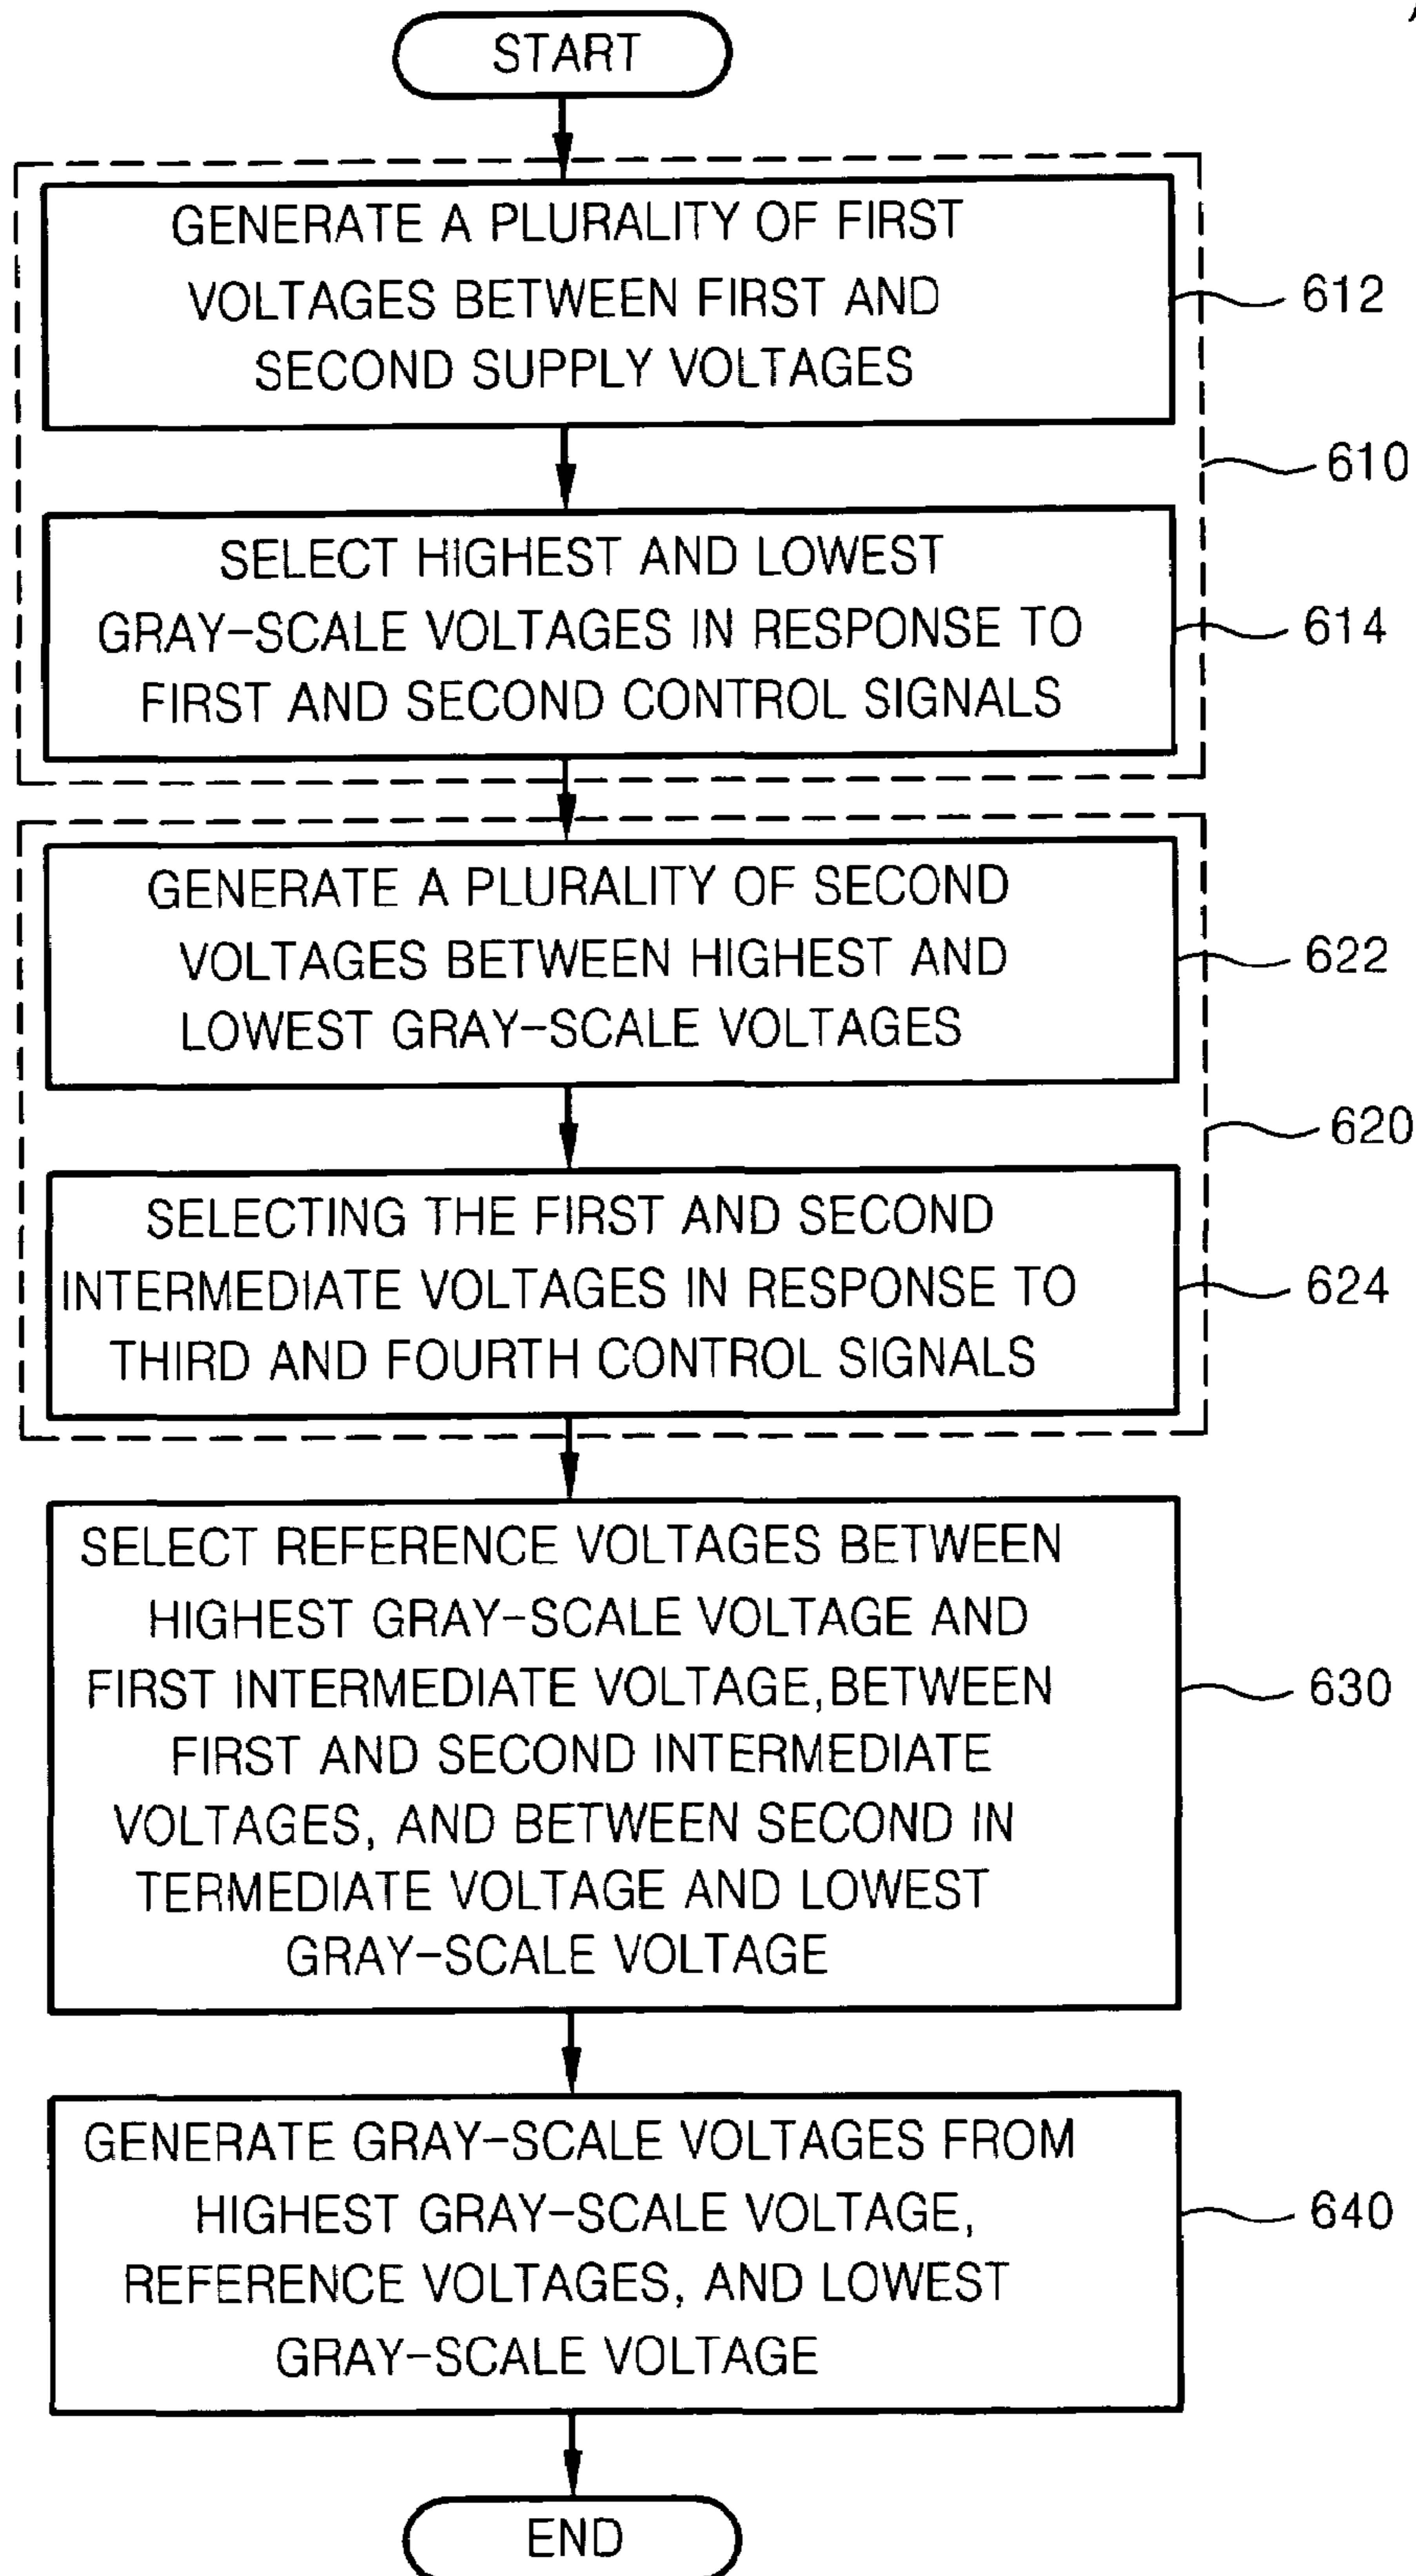 START
GENERATE A PLURALITY OF FIRST
VOLTAGES BETWEEN FIRST AND
SECOND SUPPLY VOLTAGES
612
610
SELECT HIGHEST AND LOWEST
GRAY-SCALE VOLTAGES IN RESPONSE TO
FIRST AND SECOND CONTROL SIGNALS
614
GENERATE A PLURALITY OF SECOND
VOLTAGES BETWEEN HIGHEST AND
LOWEST GRAY-SCALE VOLTAGES
622
620
SELECTING THE FIRST AND SECOND
INTERMEDIATE VOLTAGES IN RESPONSE TO
THIRD AND FOURTH CONTROL SIGNALS
624
SELECT REFERENCE VOLTAGES BETWEEN
HIGHEST GRAY-SCALE VOLTAGE AND
FIRST INTERMEDIATE VOLTAGE,BETWEEN
FIRST AND SECOND INTERMEDIATE
VOLTAGES, AND BETWEEN SECOND IN
TERMEDIATE VOLTAGE AND LOWEST
GRAY-SCALE VOLTAGE
630
GENERATE GRAY-SCALE VOLTAGES FROM
HIGHEST GRAY-SCALE VOLTAGE,
REFERENCE VOLTAGES, AND LOWEST
GRAY-SCALE VOLTAGE
640
END